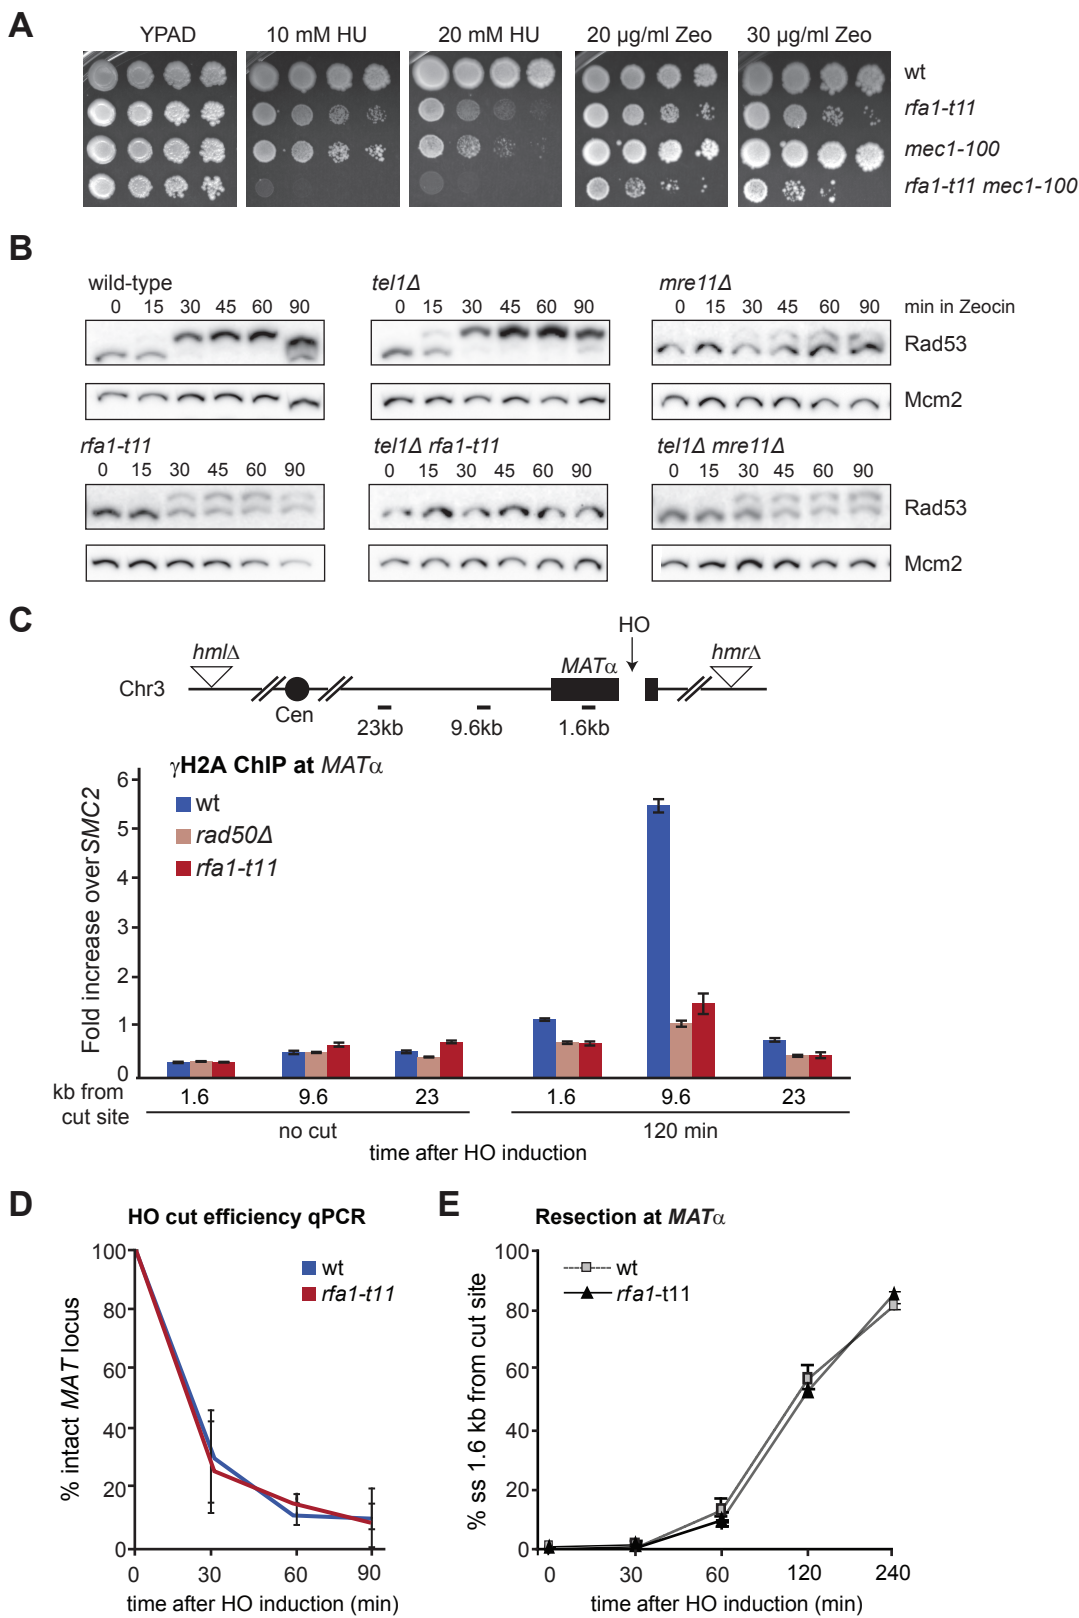 A
YPAD 10 mM HU 20 mM HU 20 µg/ml Zeo 30 µg/ml Zeo
wt
rfa1-t11
mec1-100
rfa1-t11 mec1-100
B
wild-type tel1Δ mre11Δ
0 15 30 45 60 90 0 15 30 45 60 90 0 15 30 45 60 90 min in Zeocin
Rad53
Mcm2
rfa1-t11 tel1Δ rfa1-t11 tel1Δ mre11Δ
0 15 30 45 60 90 0 15 30 45 60 90 0 15 30 45 60 90
Rad53
Mcm2
C
HO
hmlΔ MATα hmrΔ
Chr3
Cen 23kb 9.6kb 1.6kb
γH2A ChIP at MATα
wt
rad50Δ
rfa1-t11
Fold increase over SMC2
6
5
4
3
2
1
0
kb from cut site
1.6 9.6 23 1.6 9.6 23
no cut 120 min
time after HO induction
D
HO cut efficiency qPCR
wt
rfa1-t11
% intact MAT locus
100
80
60
40
20
0
0 30 60 90
time after HO induction (min)
E
Resection at MATα
wt
rfa1-t11
% ss 1.6 kb from cut site
100
80
60
40
20
0
0 30 60 120 240
time after HO induction (min)